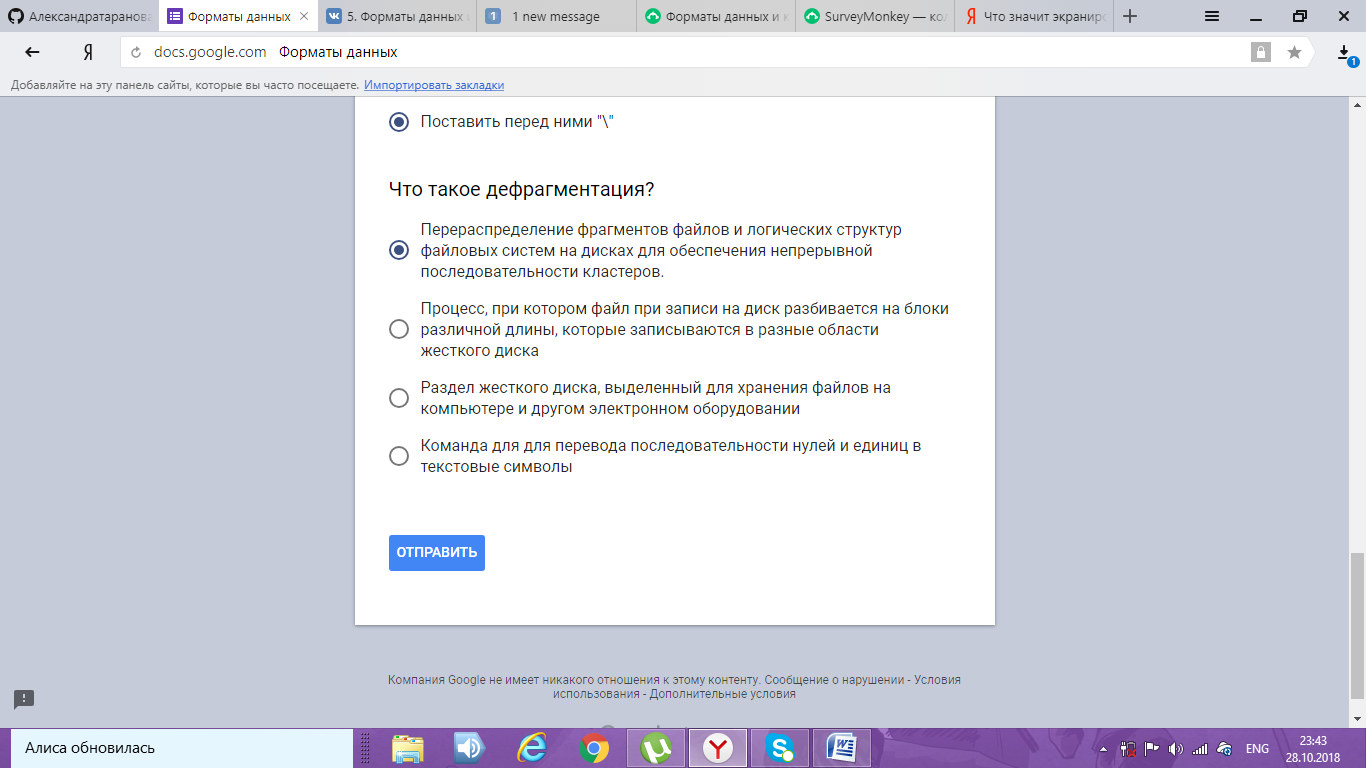 Александратаранова
Форматы данных
5. Форматы данных
1
1 new message
Форматы данных и к
SurveyMonkey — кол
Что значит экраниро
docs.google.com Форматы данных
1
Добавляйте на эту панель сайты, которые вы часто посещаете. Импортировать закладки
Поставить перед ними "\"
Что такое дефрагментация?
Перераспределение фрагментов файлов и логических структур
файловых систем на дисках для обеспечения непрерывной
последовательности кластеров.
Процесс, при котором файл при записи на диск разбивается на блоки
различной длины, которые записываются в разные области
жесткого диска
Раздел жесткого диска, выделенный для хранения файлов на
компьютере и другом электронном оборудовании
Команда для для перевода последовательности нулей и единиц в
текстовые символы
ОТПРАВИТЬ
Компания Google не имеет никакого отношения к этому контенту. Сообщение о нарушении - Условия
использования - Дополнительные условия
Алиса обновилась
ENG
23:43
28.10.2018